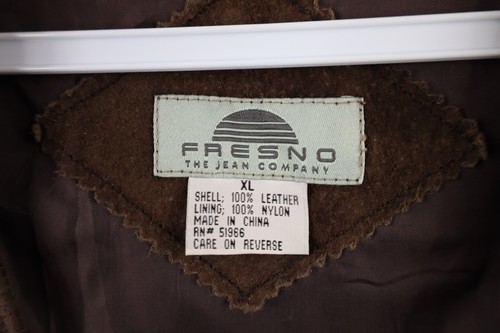 FRESNO
THE JEAN COMPANY
XL
SHELL; 100% LEATHER
LINING; 100% NYLON
MADE IN CHINA
RN# 51966
CARE ON REVERSE